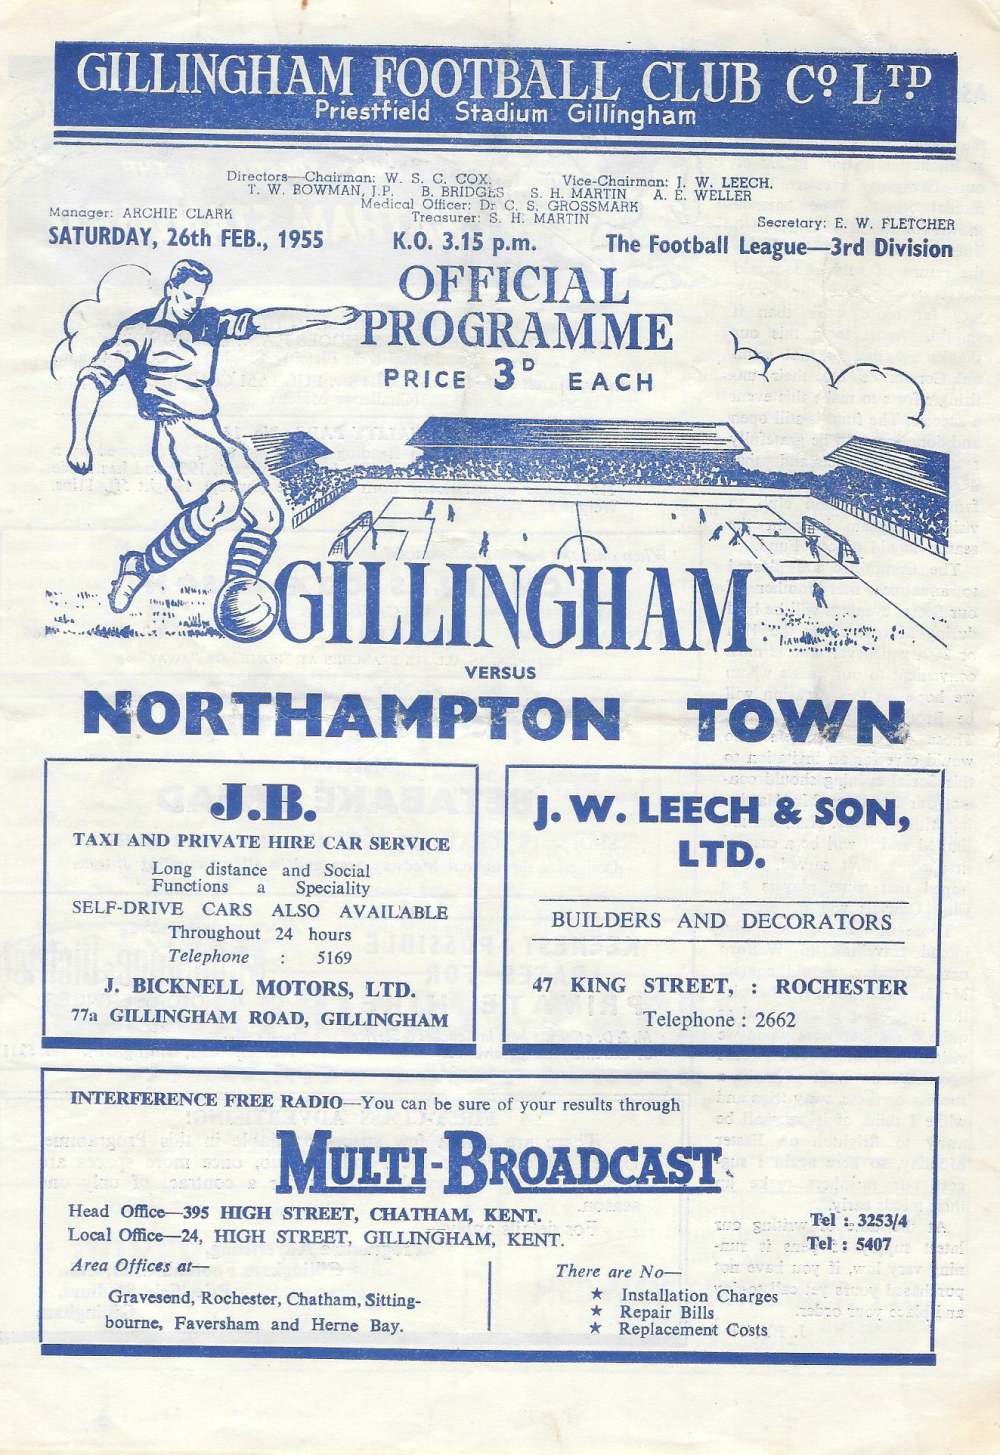 GILLINGHAM FOOTBALL CLUB Cº LTD
Priestfield Stadium Gillingham
Directors—Chairman: W. S. C. COX. Vice-Chairman: J. W. LEECH.
T. W. BOWMAN, J.P. B. BRIDGES S. H. MARTIN A. E. WELLER
Medical Officer: Dr C. S. GROSSMARK
Manager: ARCHIE CLARK Treasurer: S. H. MARTIN Secretary: E. W. FLETCHER
SATURDAY, 26th FEB., 1955 K.O. 3.15 p.m. The Football League—3rd Division
OFFICIAL
PROGRAMME
PRICE 3D EACH
GILLINGHAM
VERSUS
NORTHAMPTON TOWN
J.B.
TAXI AND PRIVATE HIRE CAR SERVICE
Long distance and Social
Functions a Speciality
SELF-DRIVE CARS ALSO AVAILABLE
Throughout 24 hours
Telephone : 5169
J. BICKNELL MOTORS, LTD.
77a GILLINGHAM ROAD, GILLINGHAM
J. W. LEECH & SON,
LTD.
BUILDERS AND DECORATORS
47 KING STREET, : ROCHESTER
Telephone : 2662
INTERFERENCE FREE RADIO—You can be sure of your results through
MULTI-BROADCAST
Head Office—395 HIGH STREET, CHATHAM, KENT. Tel : 3253/4
Local Office—24, HIGH STREET, GILLINGHAM, KENT. Tel : 5407
Area Offices at—
Gravesend, Rochester, Chatham, Sitting-
bourne, Faversham and Herne Bay.
There are No—
★ Installation Charges
★ Repair Bills
★ Replacement Costs